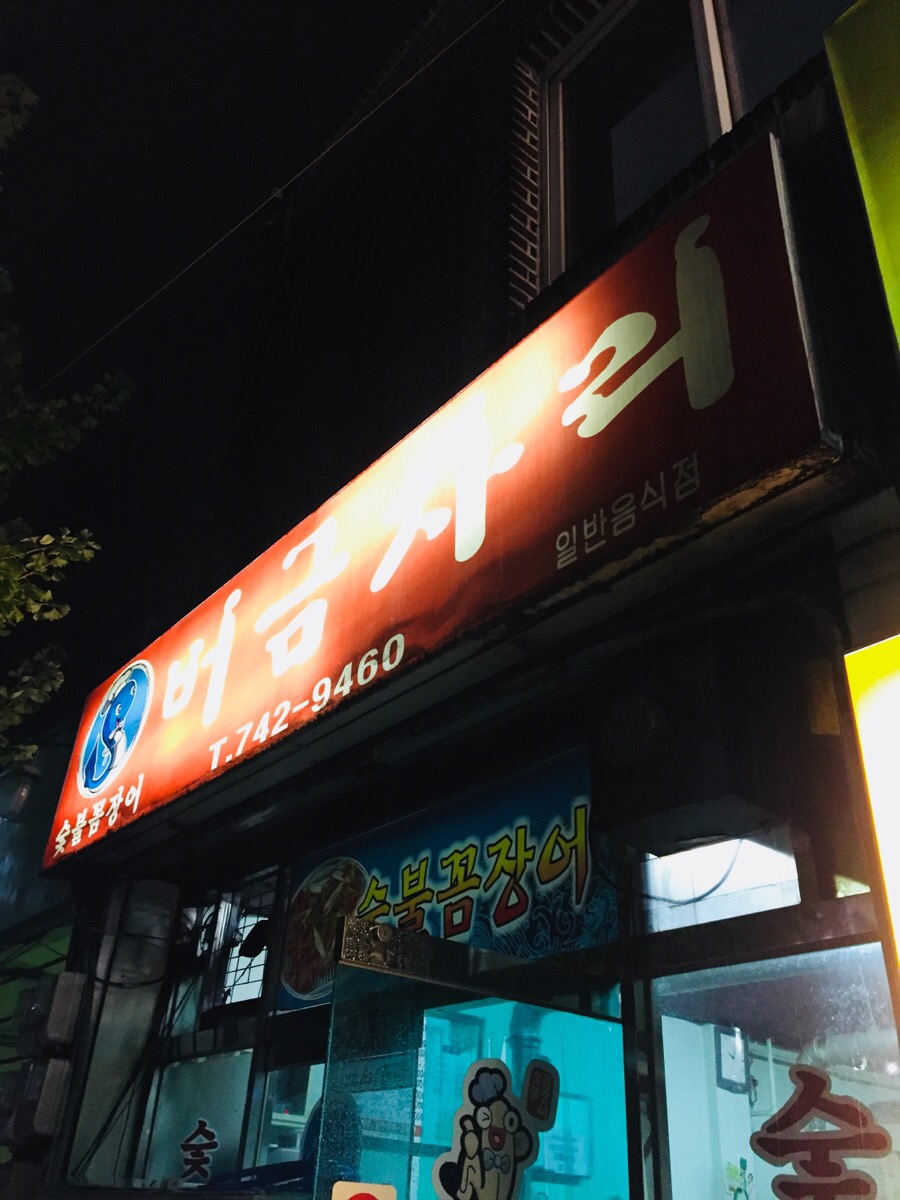 버금자리
일반음식점
T.742-9460
숯불꼼장어
숯불꼼장어
숯
숯